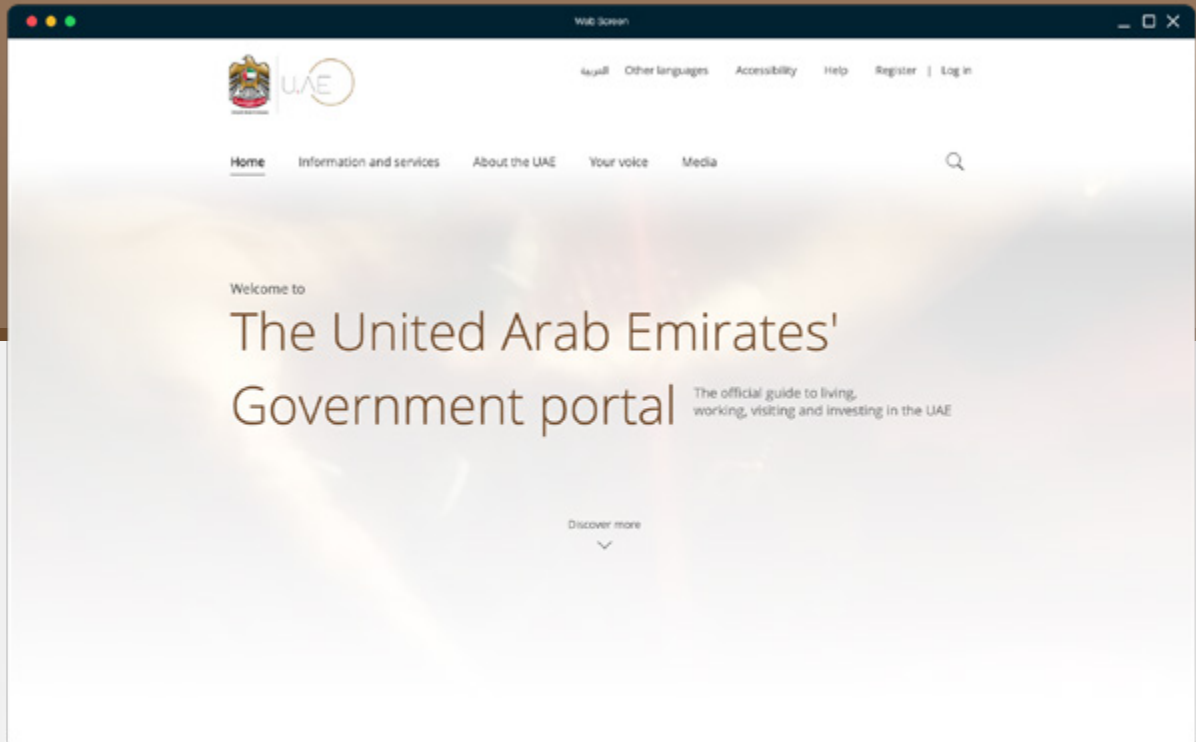 Web Screen
U.AE
العربية Other languages Accessibility Help Register | Log in
Home Information and services About the UAE Your voice Media
Welcome to
The United Arab Emirates'
Government portal
The official guide to living,
working, visiting and investing in the UAE
Discover more